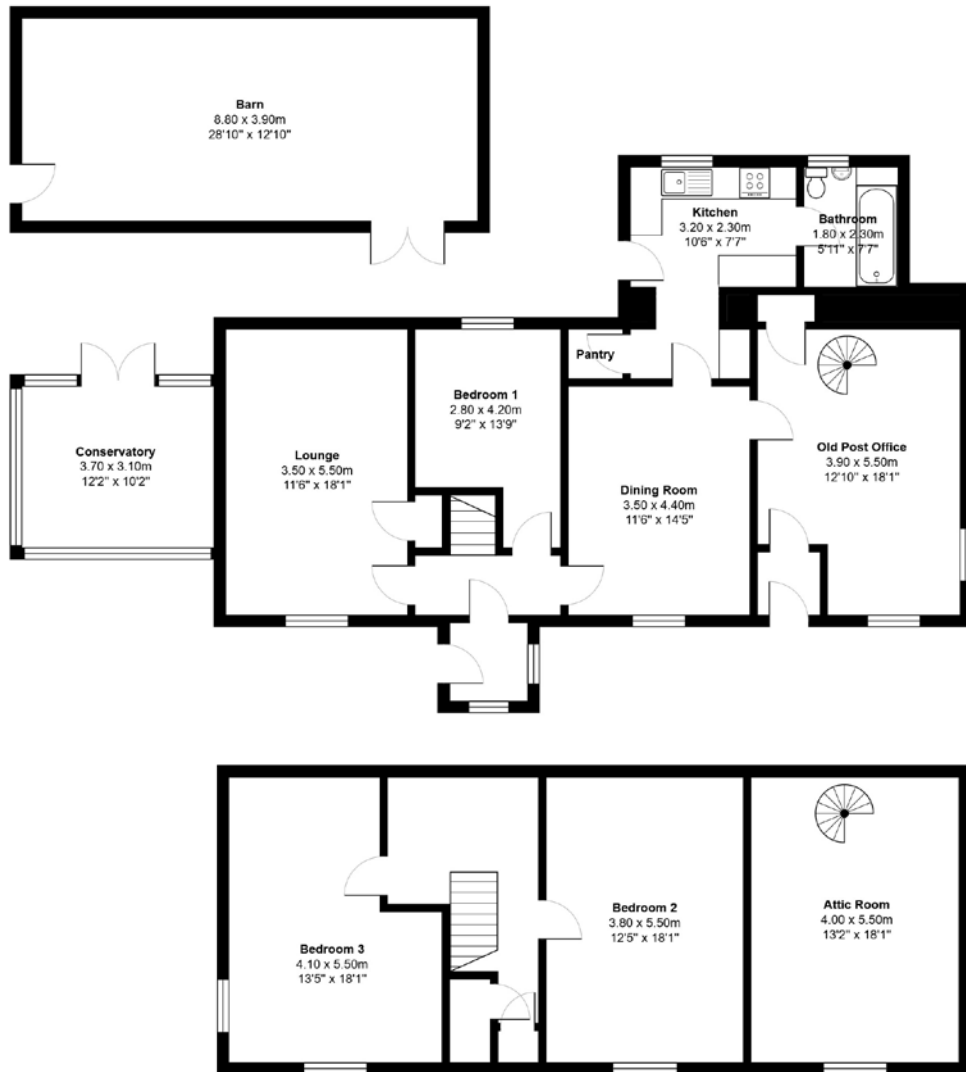 Barn
8.80 x 3.90m
28'10" x 12'10"
Kitchen
3.20 x 2.30m
10'6" x 7'7"
Bathroom
1.80 x 2.30m
5'11" x 7'7"
Pantry
Bedroom 1
2.80 x 4.20m
9'2" x 13'9"
Conservatory
3.70 x 3.10m
12'2" x 10'2"
Lounge
3.50 x 5.50m
11'6" x 18'1"
Old Post Office
3.90 x 5.50m
12'10" x 18'1"
Dining Room
3.50 x 4.40m
11'6" x 14'5"
Bedroom 3
4.10 x 5.50m
13'5" x 18'1"
Bedroom 2
3.80 x 5.50m
12'5" x 18'1"
Attic Room
4.00 x 5.50m
13'2" x 18'1"